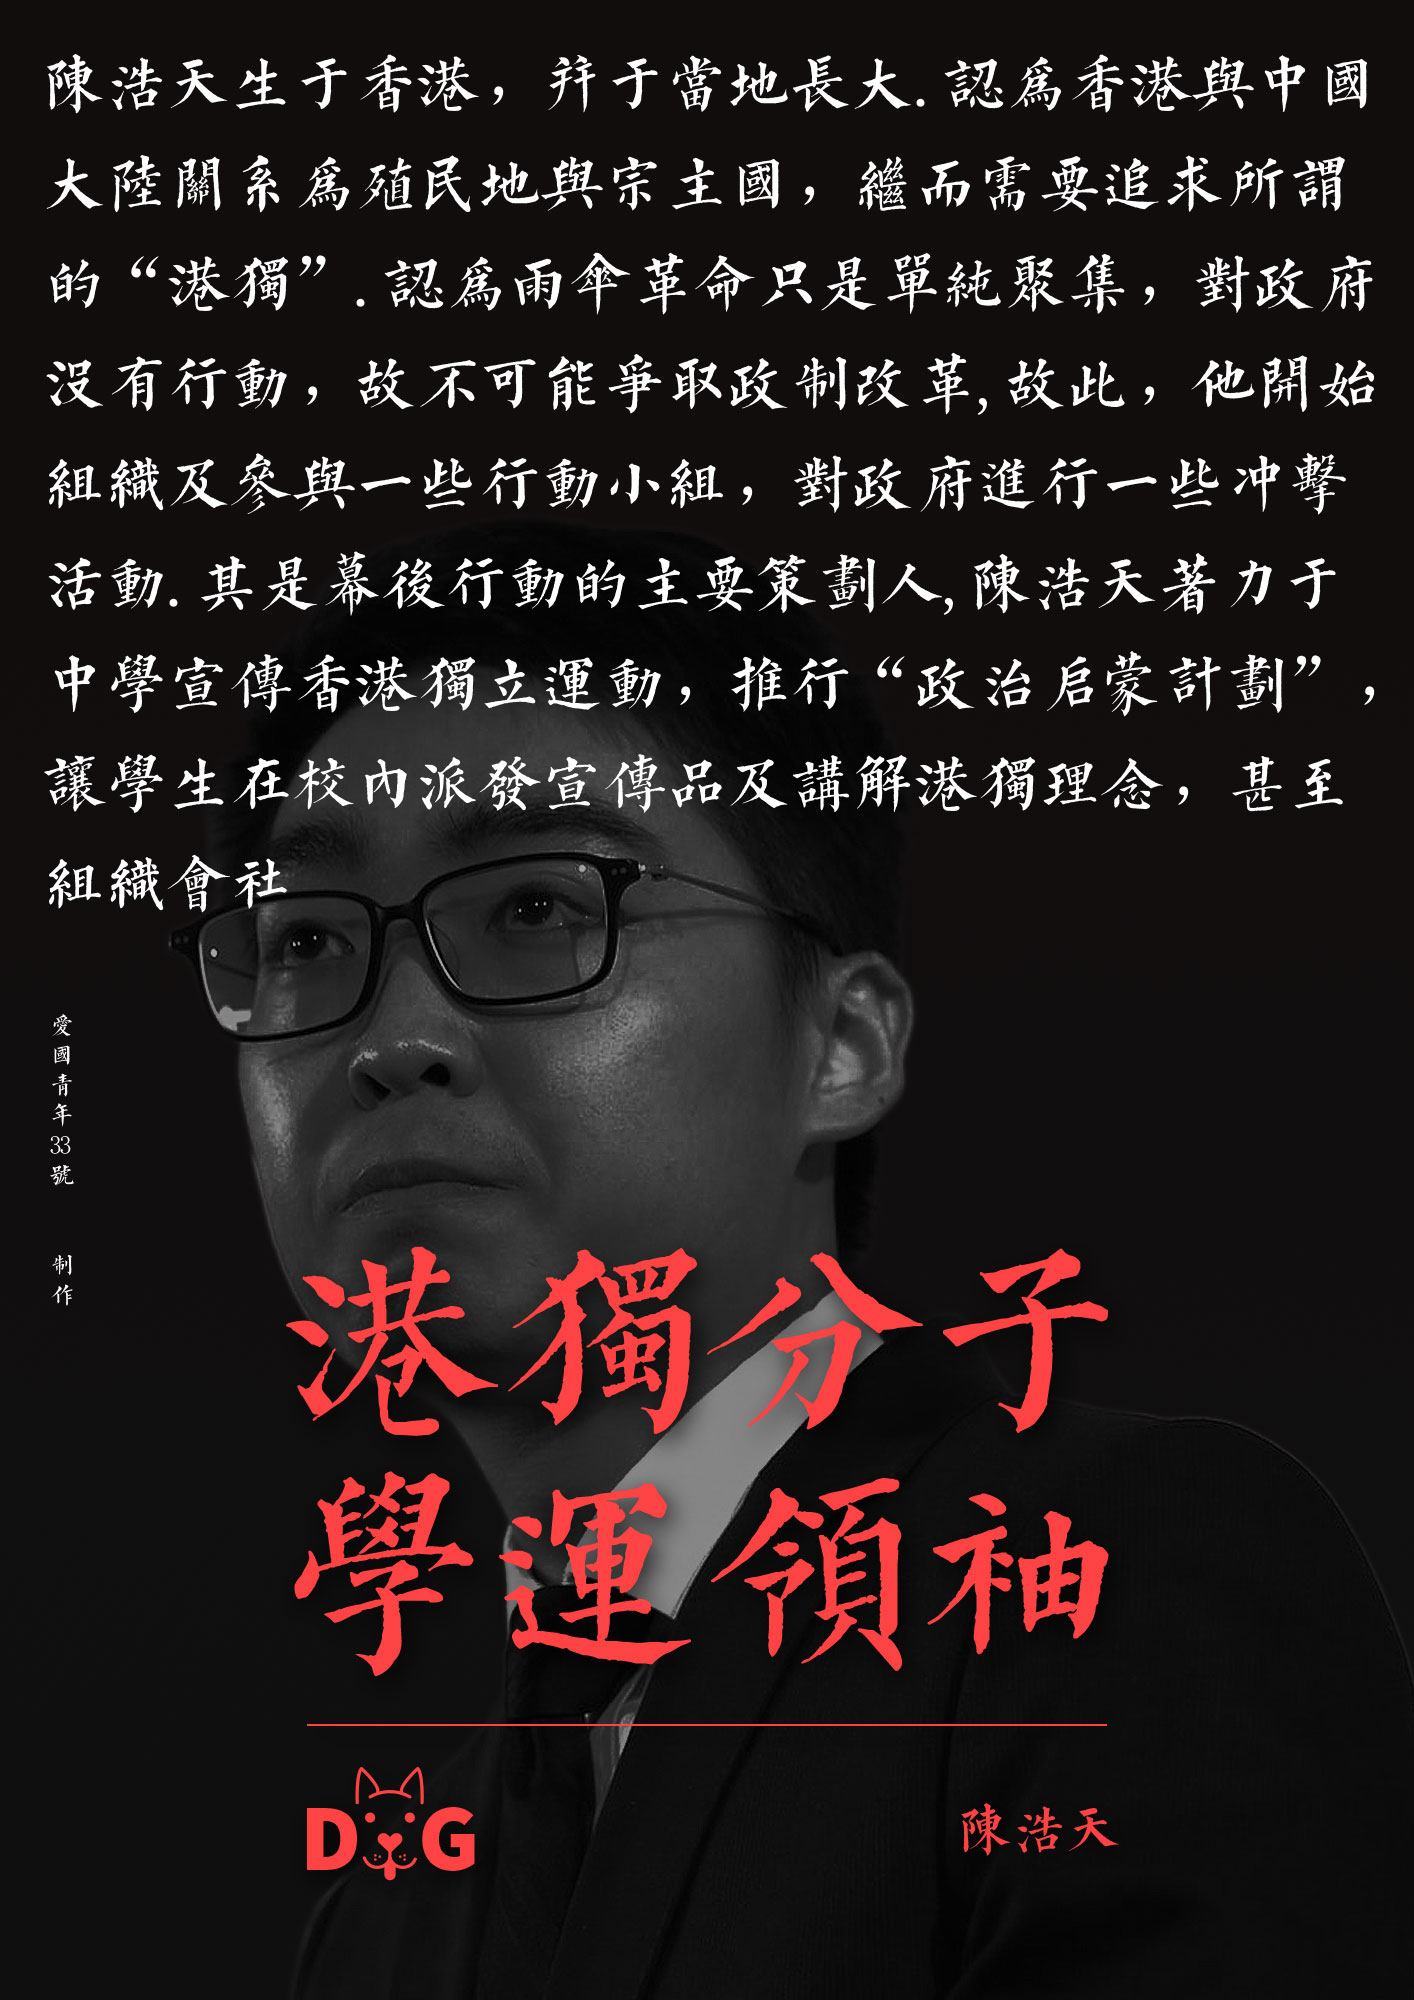 陳浩天生于香港，幷于當地長大.認爲香港與中國
大陸關系爲殖民地與宗主國，繼而需要追求所謂
的“港獨”.認爲雨傘革命只是單純聚集，對政府
沒有行動，故不可能爭取政制改革,故此，他開始
組織及參與一些行動小組，對政府進行一些冲擊
活動.其是幕後行動的主要策劃人,陳浩天著力于
中學宣傳香港獨立運動，推行“政治启蒙計劃”，
讓學生在校內派發宣傳品及講解港獨理念，甚至
組織會社
愛國青年33號 制作
港獨分子
學運領袖
DOG
陳浩天